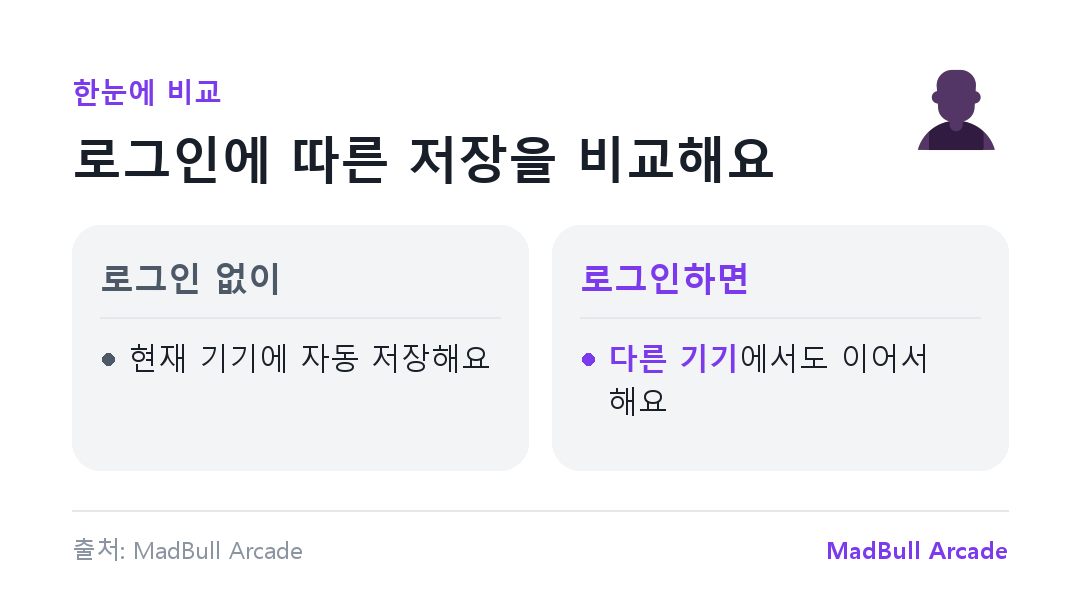 한눈에 비교
로그인에 따른 저장을 비교해요
로그인 없이
현재 기기에 자동 저장해요
로그인하면
다른 기기에서도 이어서
해요
출처: MadBull Arcade
MadBull Arcade